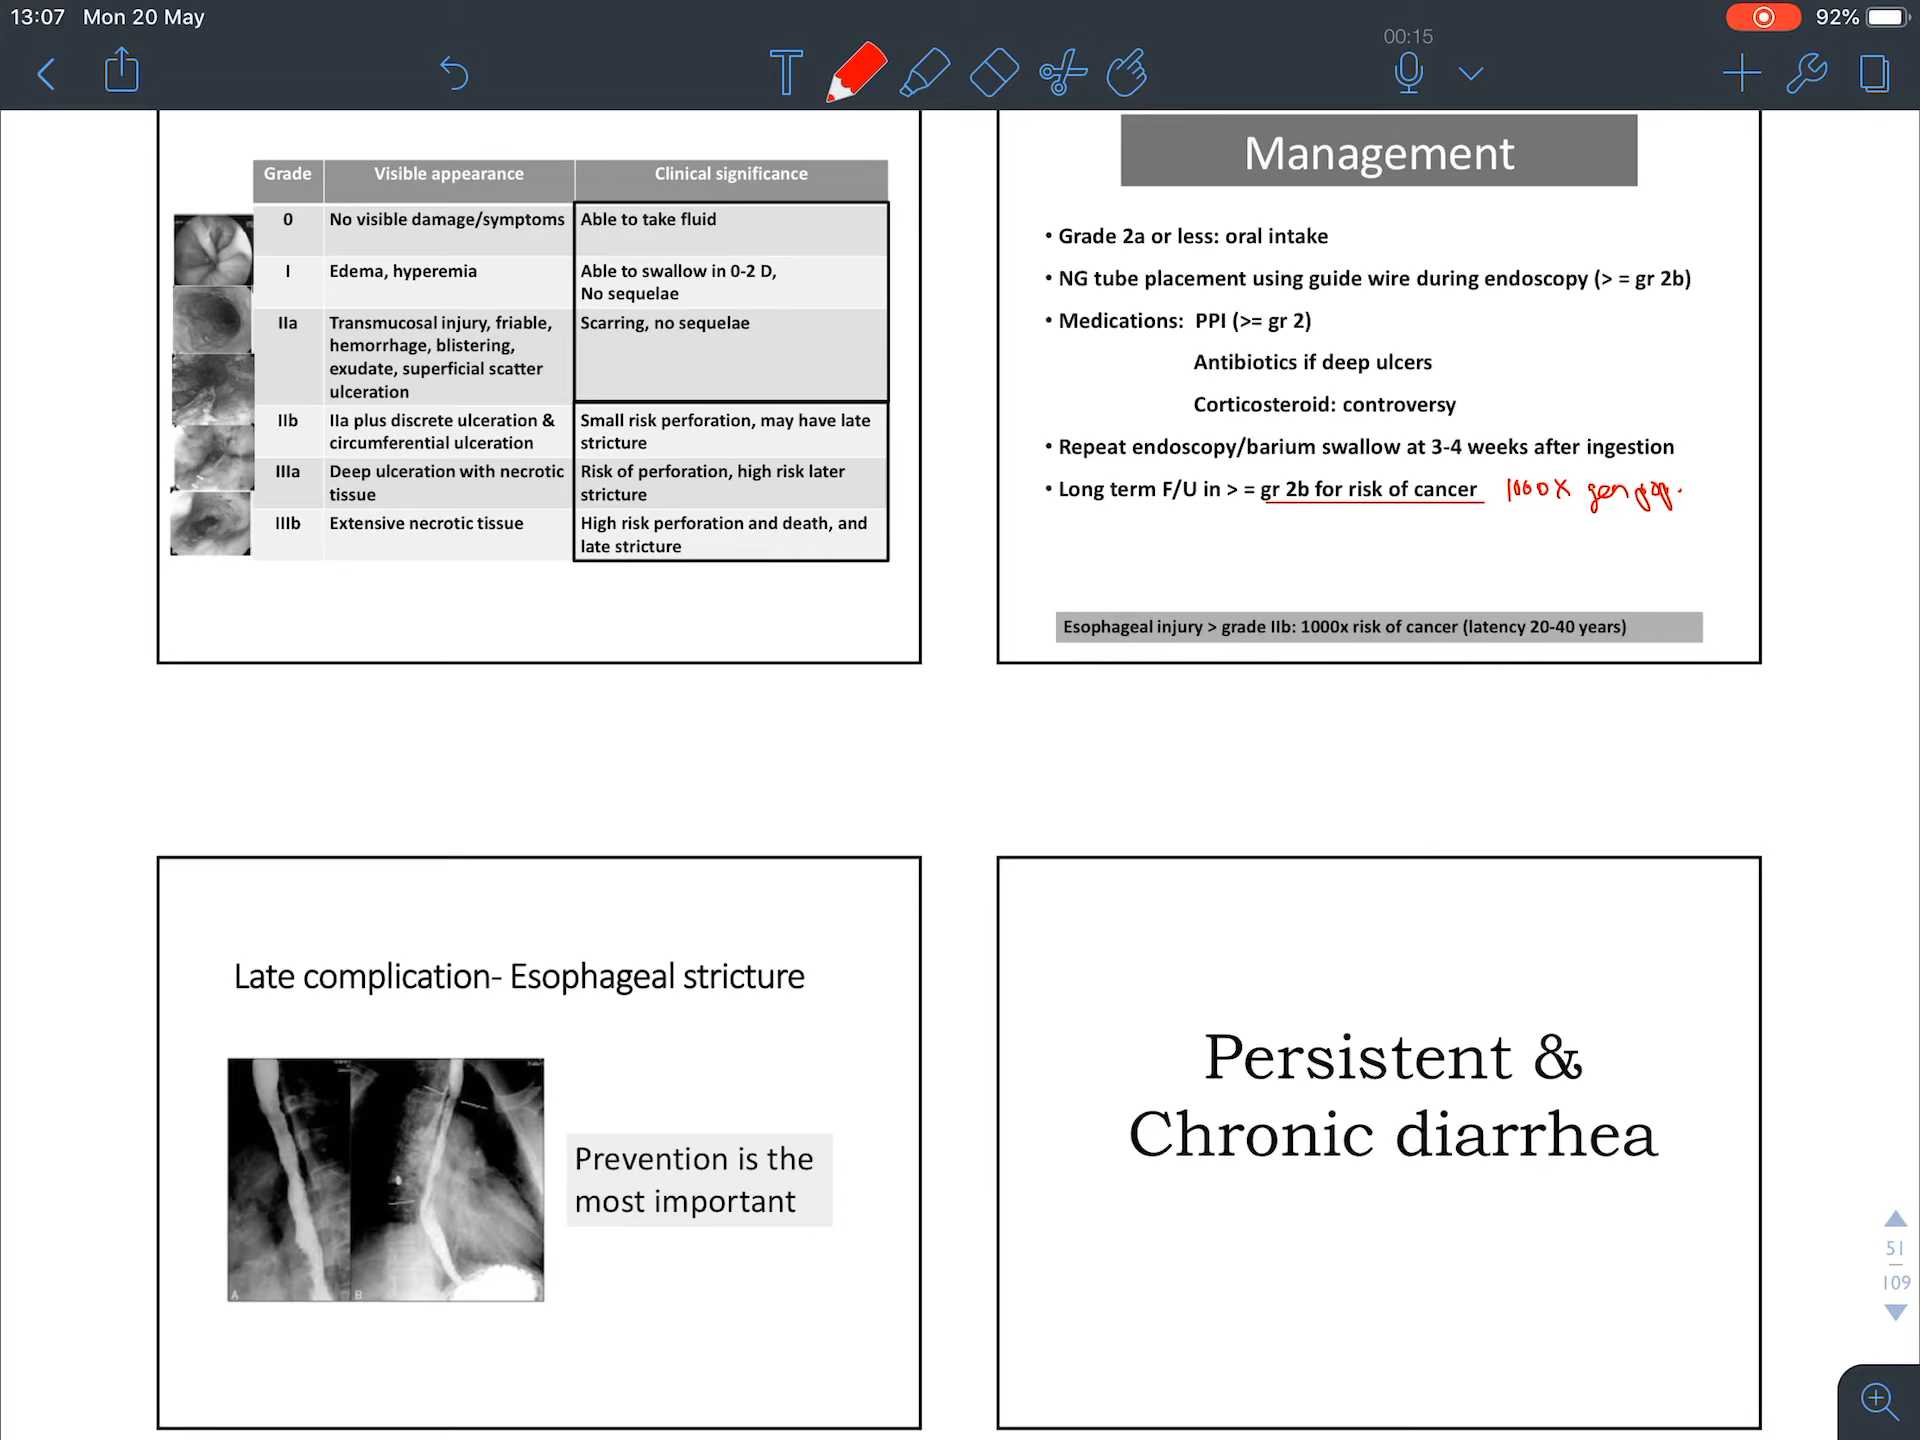 13:07 Mon 20 May
92%
00:15
Grade Visible appearance Clinical significance
0 No visible damage/symptoms Able to take fluid
I Edema, hyperemia Able to swallow in 0-2 D,
No sequelae
IIa Transmucosal injury, friable, Scarring, no sequelae
hemorrhage, blistering,
exudate, superficial scatter
ulceration
IIb IIa plus discrete ulceration & Small risk perforation, may have late
circumferential ulceration stricture
IIIa Deep ulceration with necrotic Risk of perforation, high risk later
tissue stricture
IIIb Extensive necrotic tissue High risk perforation and death, and
late stricture
Management
• Grade 2a or less: oral intake
• NG tube placement using guide wire during endoscopy (> = gr 2b)
• Medications: PPI (>= gr 2)
Antibiotics if deep ulcers
Corticosteroid: controversy
• Repeat endoscopy/barium swallow at 3-4 weeks after ingestion
• Long term F/U in > = gr 2b for risk of cancer 1000X gen pop.
Esophageal injury > grade IIb: 1000x risk of cancer (latency 20-40 years)
Late complication- Esophageal stricture
A B
Prevention is the
most important
Persistent &
Chronic diarrhea
51
109